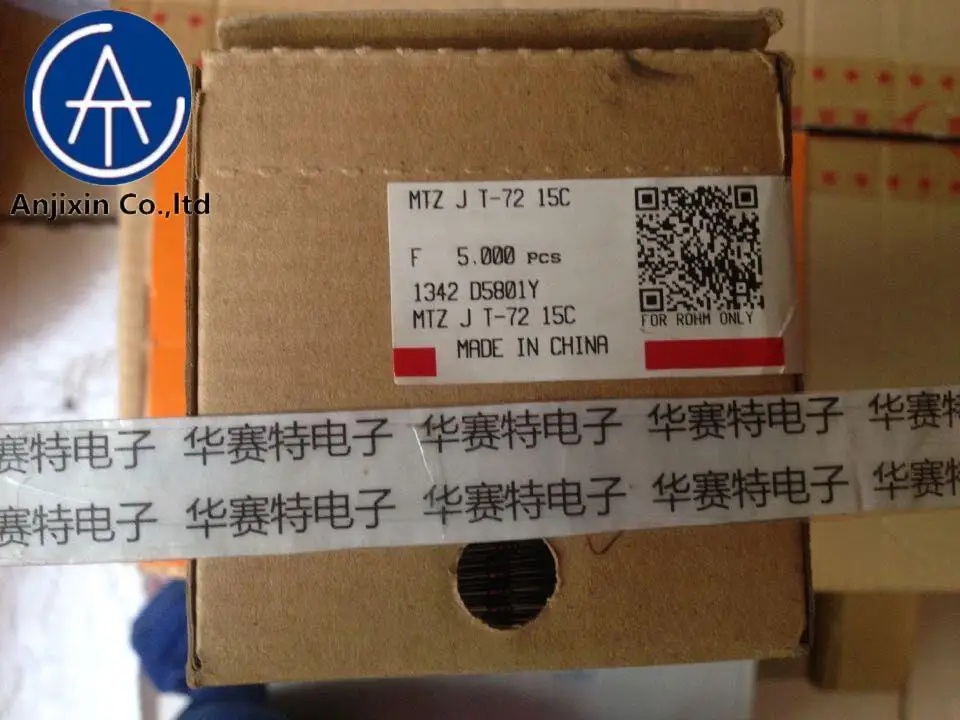 CAT
Anjixin Co.,ltd
MTZ J T-72 15C
F 5.000 pcs
1342 D5801Y
MTZ J T-72 15C
MADE IN CHINA
FOR ROHM ONLY
赛特电子 华赛特电子 华赛特电子 华赛特电子 华赛特
赛特电子 华赛特电子 华赛特电子 华赛特电子 华赛特